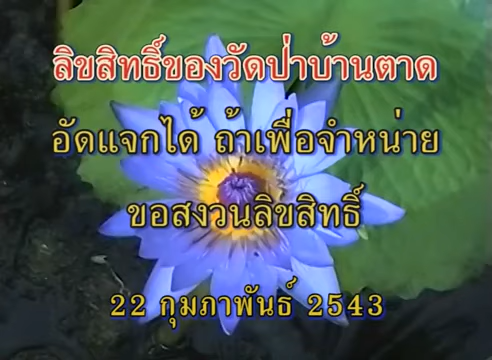 ลิขสิทธิ์ของวัดป่าบ้านตาด
อัดแจกได้ ถ้าเพื่อจำหน่าย
ขอสงวนลิขสิทธิ์
22 กุมภาพันธ์ 2543